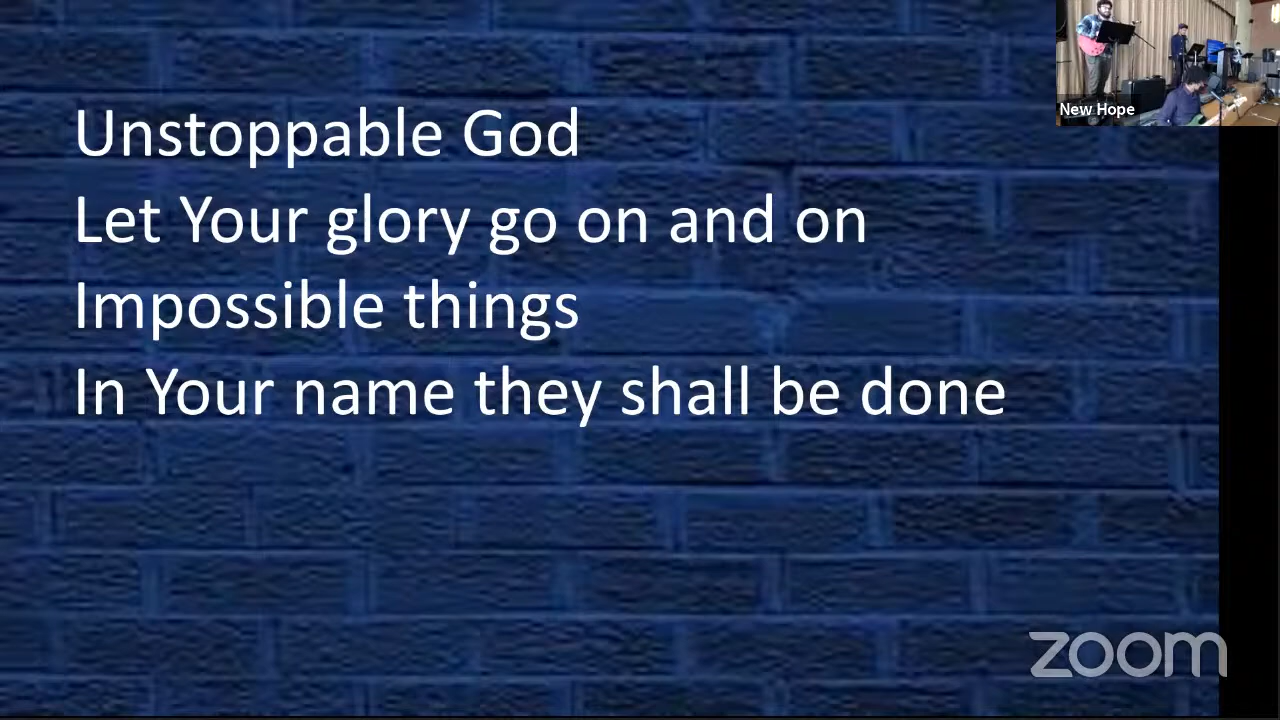 Unstoppable God
Let Your glory go on and on
Impossible things
In Your name they shall be done
New Hope
zoom